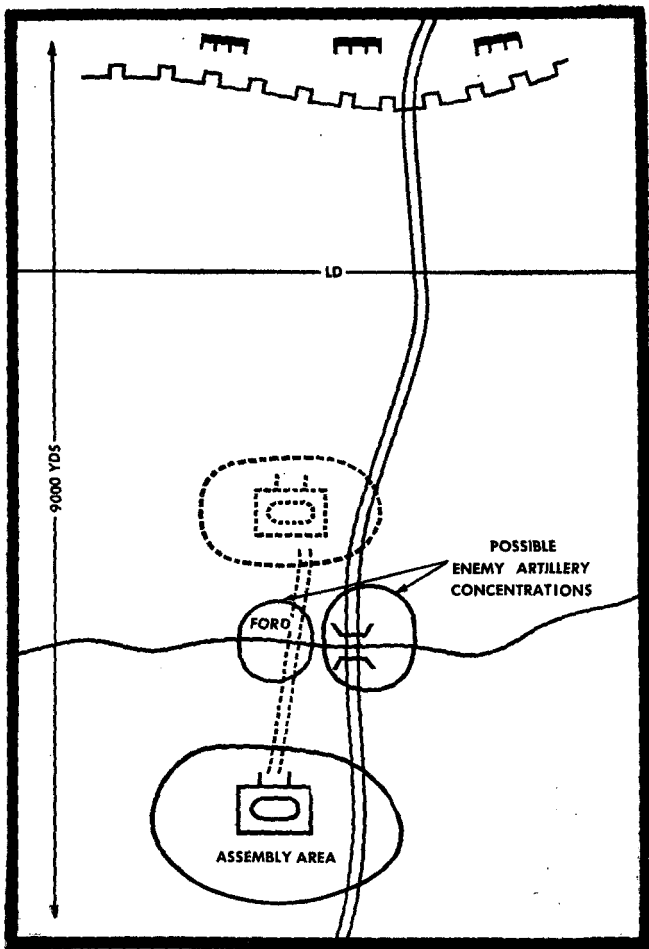 LD
9000 YDS
POSSIBLE
ENEMY ARTILLERY
CONCENTRATIONS
FORD
ASSEMBLY AREA